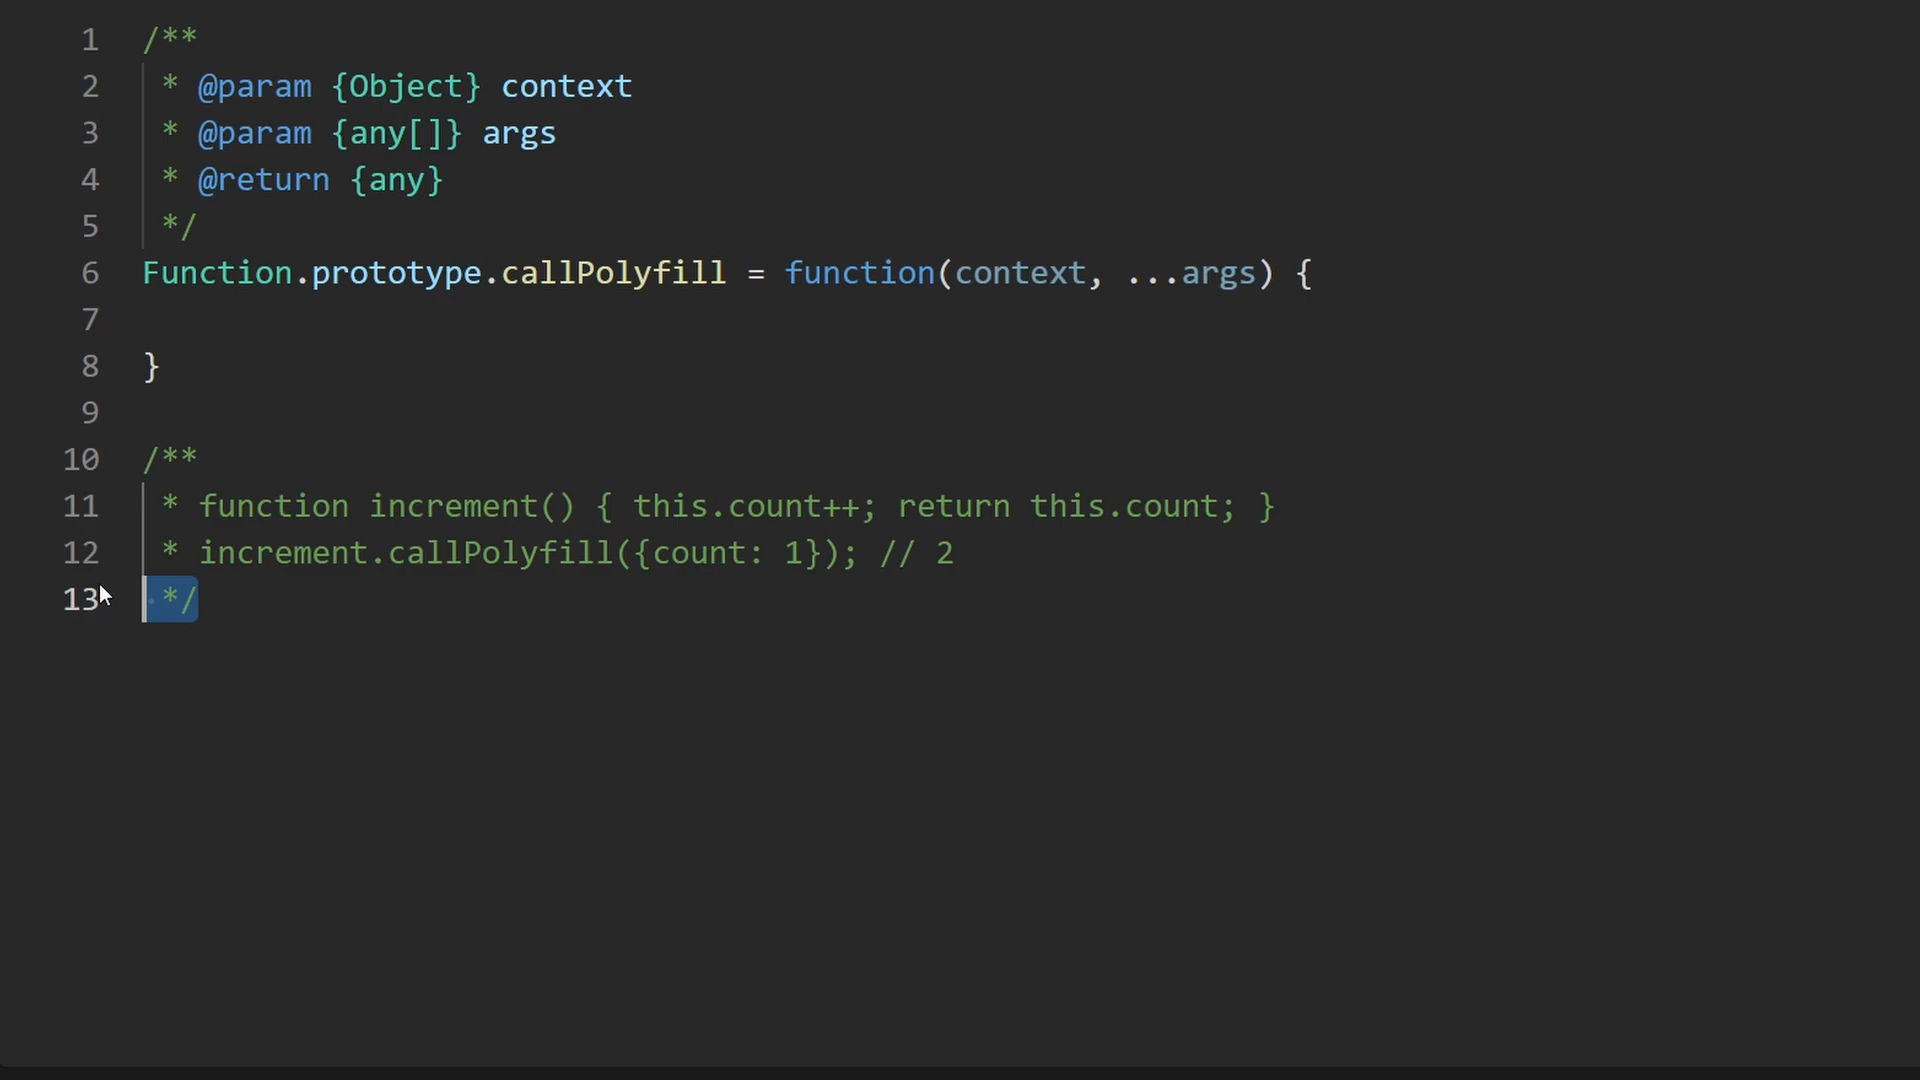 1 /**
2  * @param {Object} context
3  * @param {any[]} args
4  * @return {any}
5  */
6 Function.prototype.callPolyfill = function(context, ...args) {
7
8 }
9
10 /**
11  * function increment() { this.count++; return this.count; }
12  * increment.callPolyfill({count: 1}); // 2
13  */